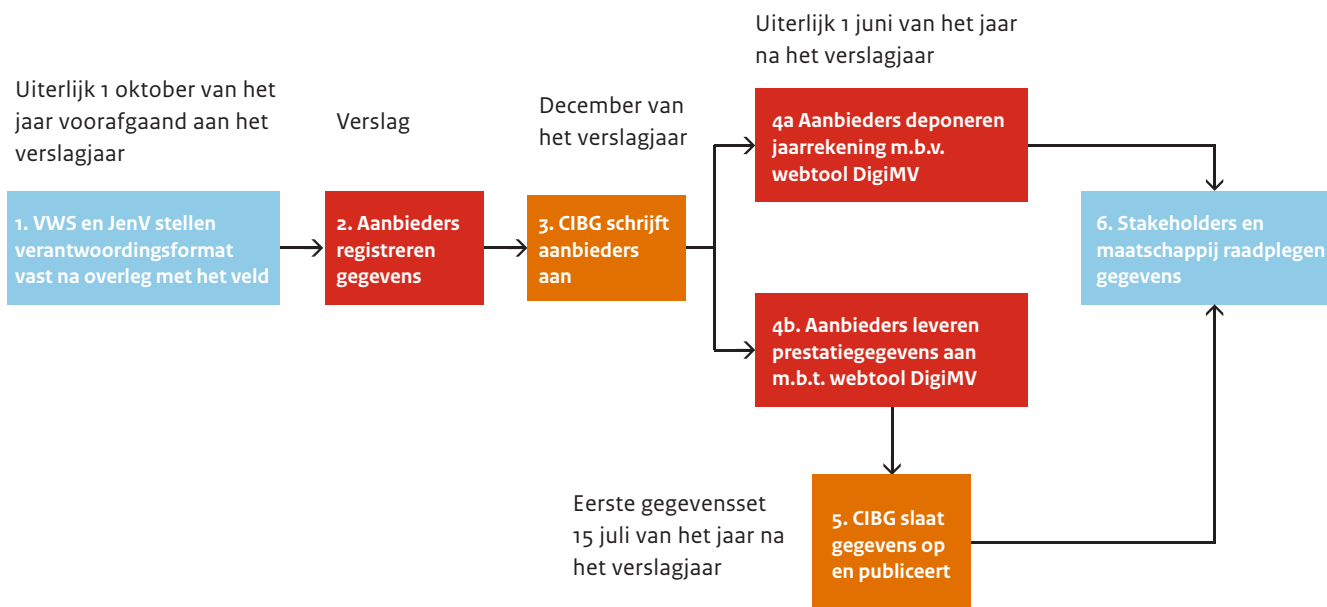 Uiterlijk 1 oktober van het
jaar voorafgaand aan het
verslagjaar
1. VWS en JenV stellen
verantwoordingsformat
vast na overleg met het veld
Verslag
2. Aanbieders
registreren
gegevens
December van
het verslagjaar
3. CIBG schrijft
aanbieders
aan
Uiterlijk 1 juni van het jaar
na het verslagjaar
4a Aanbieders deponeren
jaarrekening m.b.v.
webtool DigiMV
4b. Aanbieders leveren
prestatiegegevens aan
m.b.t. webtool DigiMV
Eerste gegevensset
15 juli van het jaar na
het verslagjaar
5. CIBG slaat
gegevens op
en publiceert
6. Stakeholders en
maatschappij raadplegen
gegevens